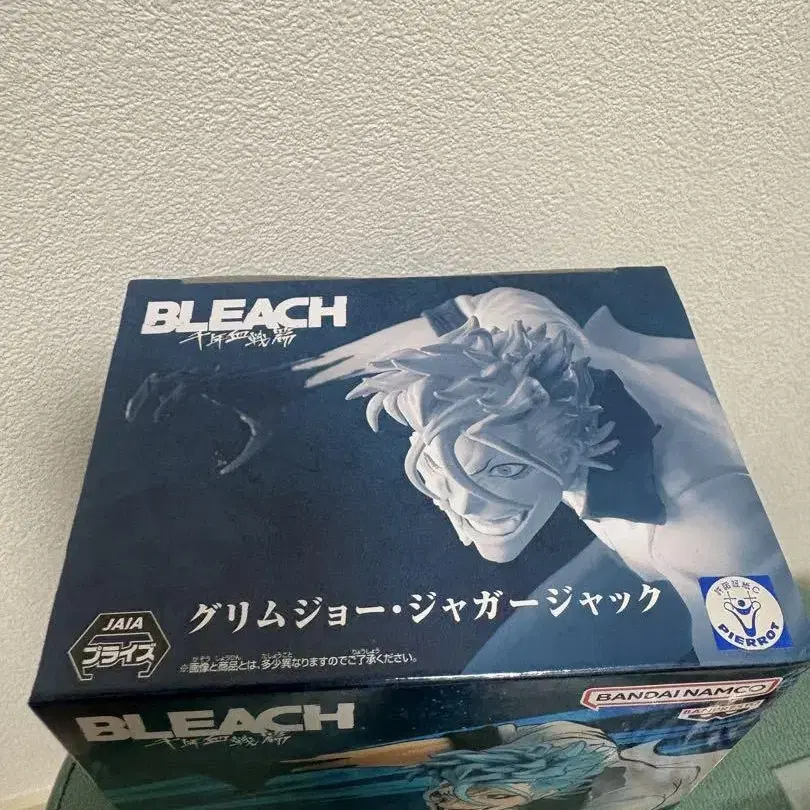 BLEACH
千年血戦篇
グリムジョー・ジャガージャック
JAIA
プライズ
※画像と商品とは、多少異なりますのでご了承ください。
許諾証紙
PIERROT
BANDAI NAMCO
BLEACH
千年血戦篇